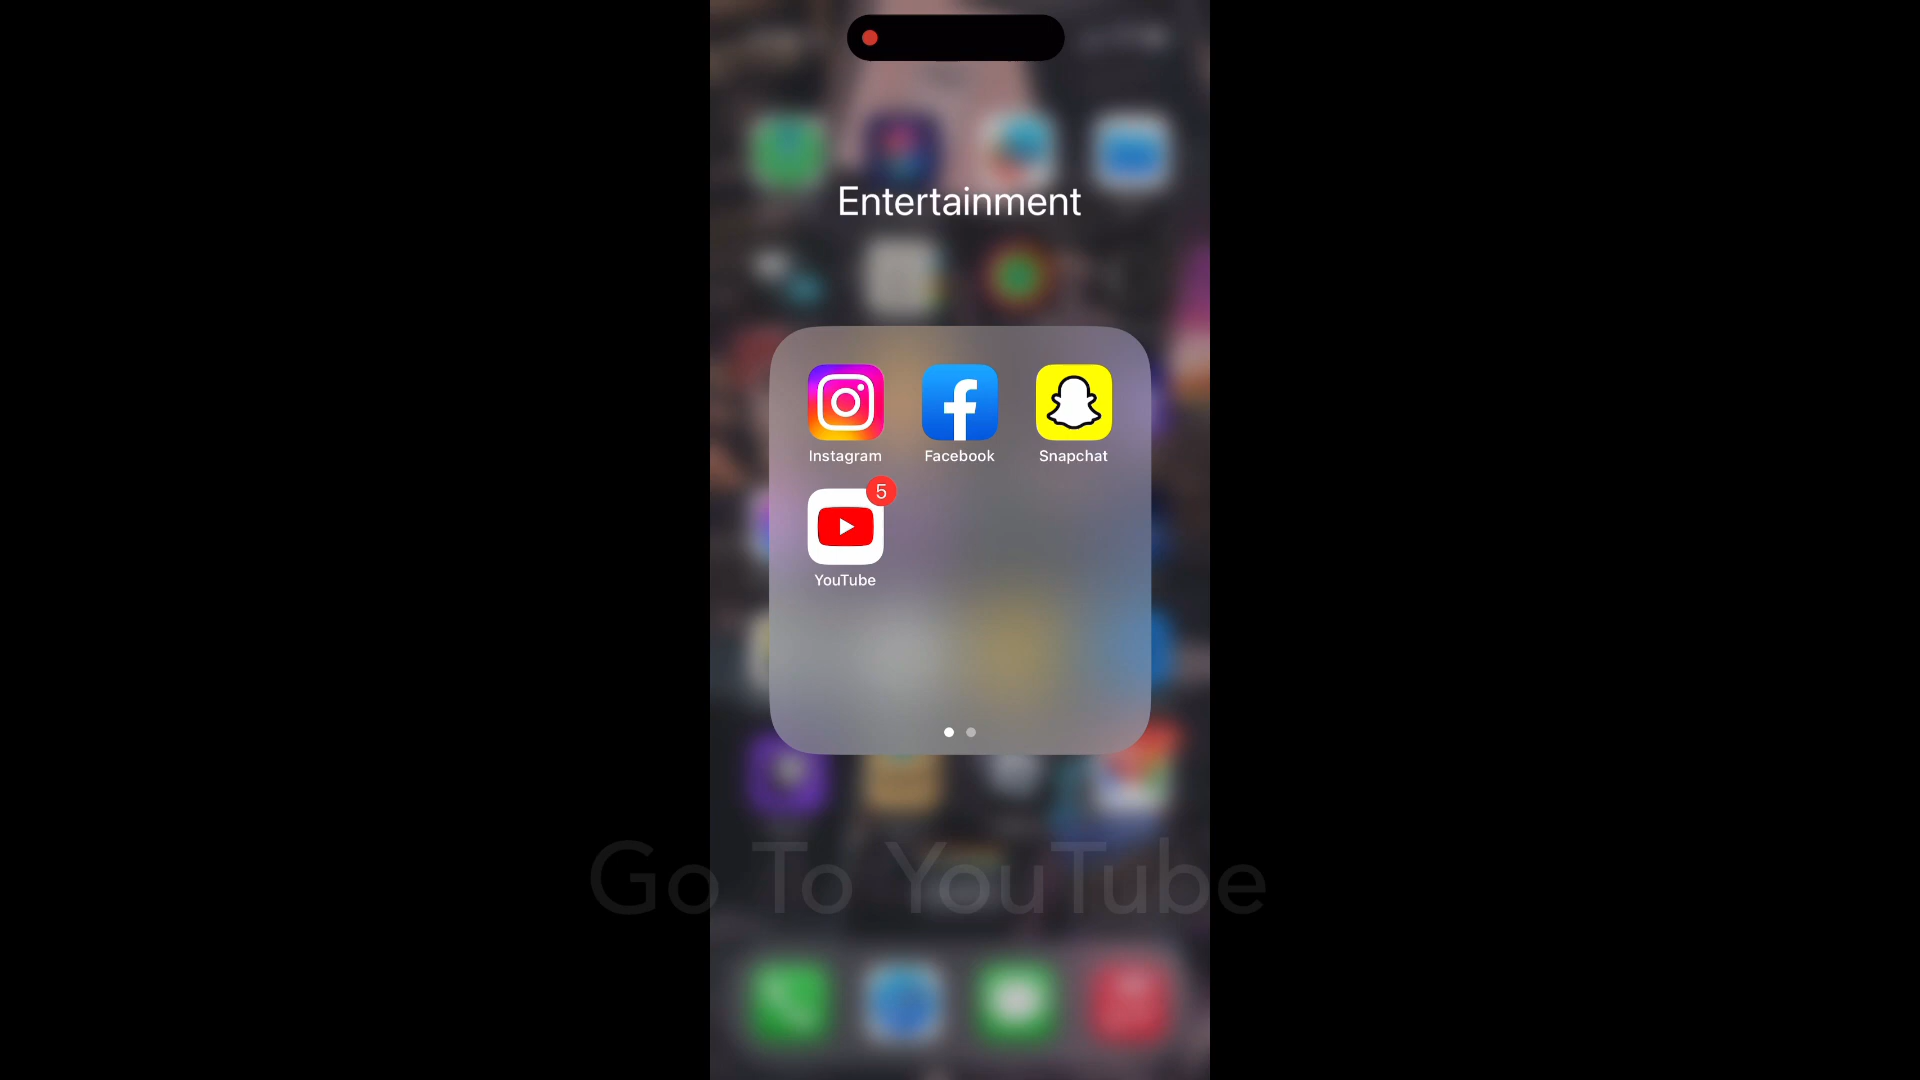 Entertainment
Instagram
Facebook
Snapchat
5
YouTube
Go To YouTube